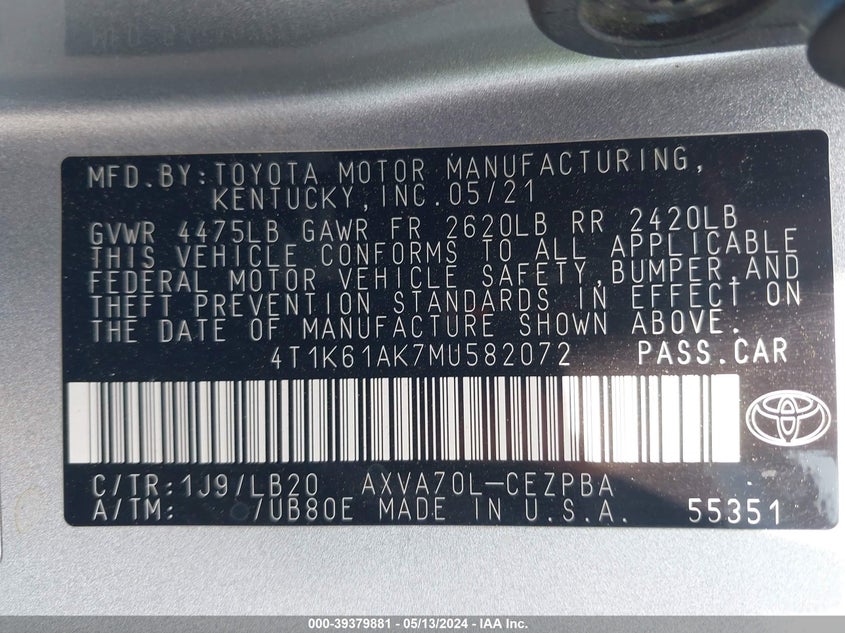 MFD.BY:TOYOTA MOTOR MANUFACTURING,
KENTUCKY,INC.05/21
GVWR 4475LB GAWR FR 2620LB RR 2420LB
THIS VEHICLE CONFORMS TO ALL APPLICABLE
FEDERAL MOTOR VEHICLE SAFETY,BUMPER,AND
THEFT PREVENTION STANDARDS IN EFFECT ON
THE DATE OF MANUFACTURE SHOWN ABOVE.
4T1K61AK7MU582072 PASS.CAR
C/TR:1J9/LB20 AXVA70L-CEZPBA
A/TM: /UB80E MADE IN U.S.A. 55351
000-39379881 - 05/13/2024 - IAA Inc.